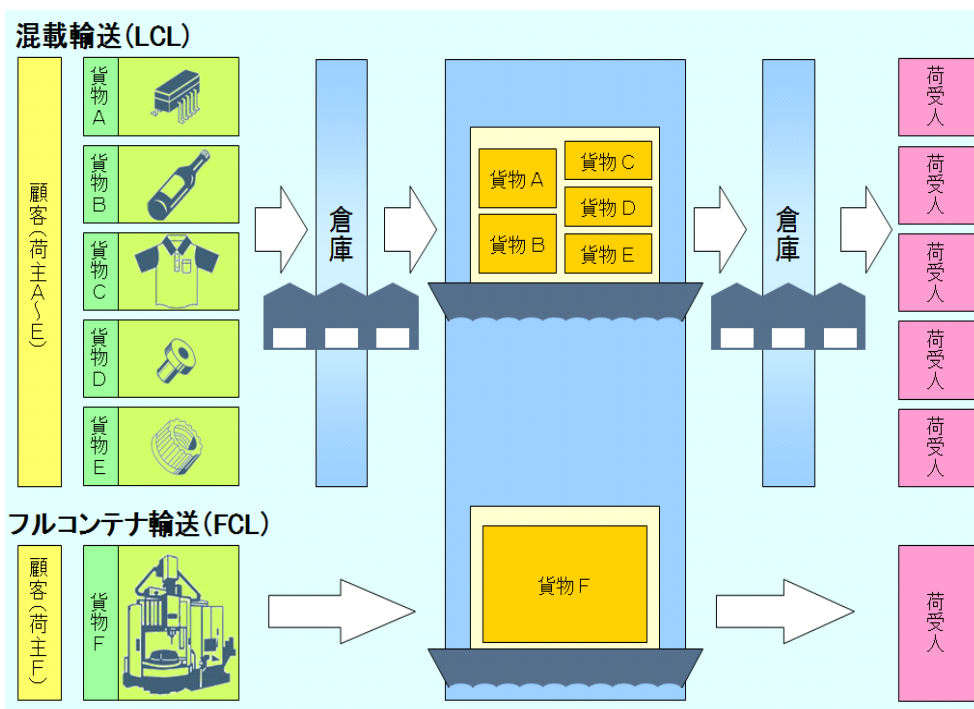 混載輸送(LCL)
顧客(荷主A～E)
貨物A
貨物B
貨物C
貨物D
貨物E
倉庫
貨物A
貨物B
貨物C
貨物D
貨物E
倉庫
荷受人
荷受人
荷受人
荷受人
荷受人
フルコンテナ輸送(FCL)
顧客(荷主F)
貨物F
貨物F
荷受人